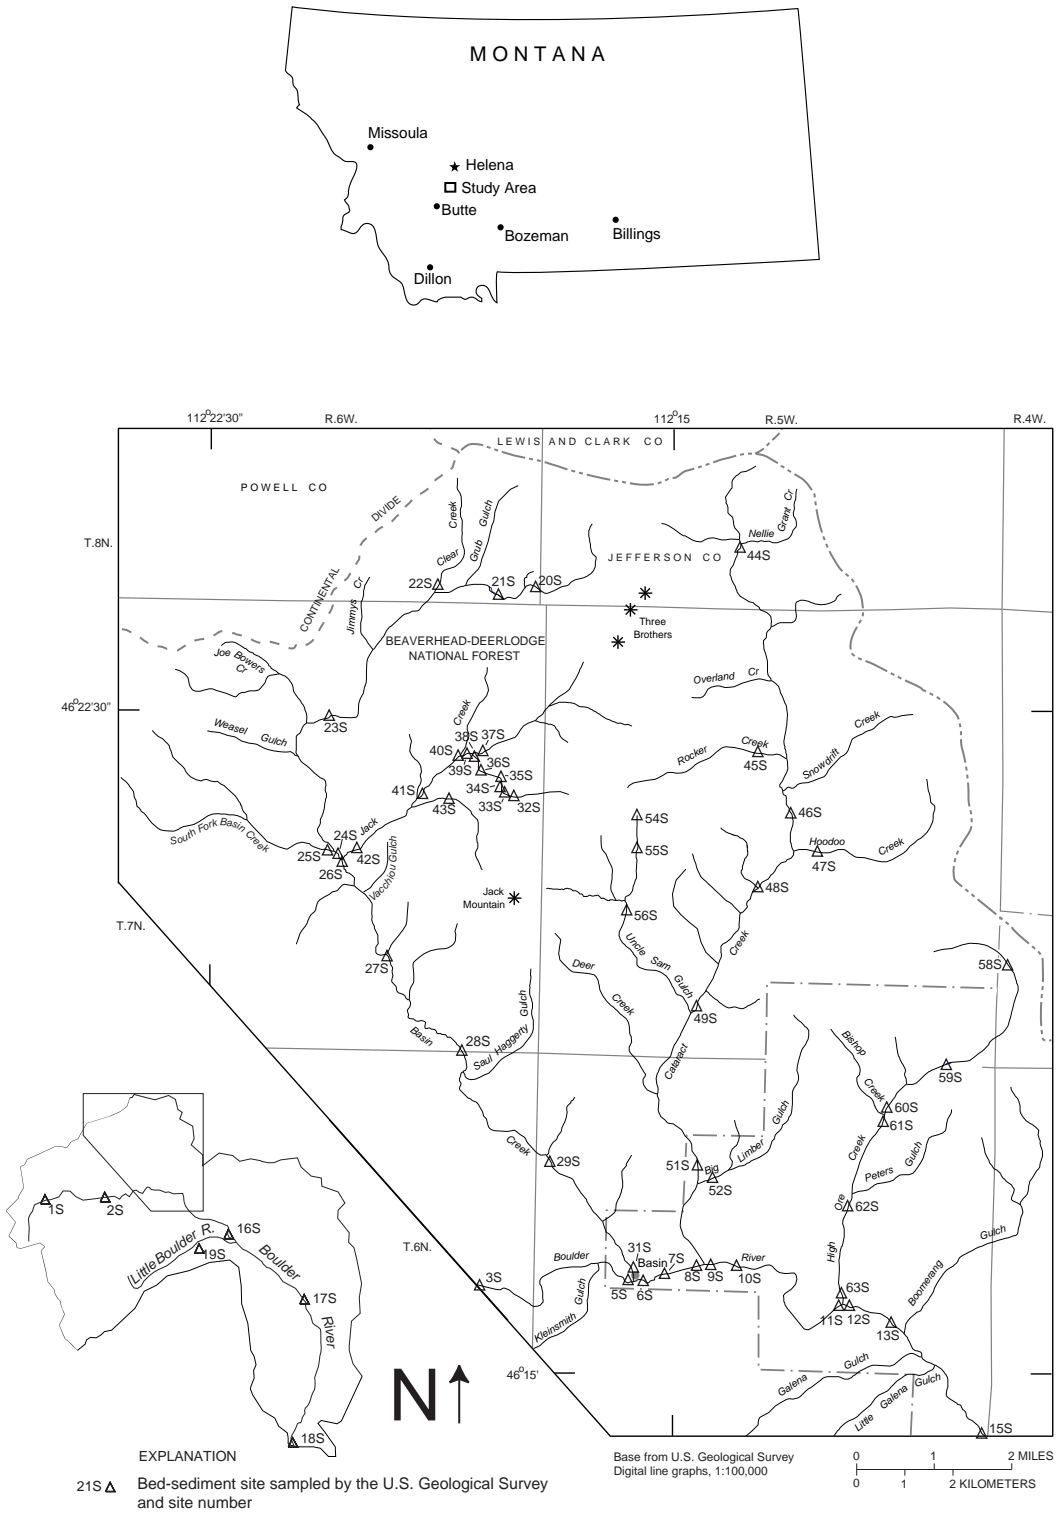 MONTANA
Missoula
Helena
Study Area
Butte
Bozeman
Billings
Dillon
112°22'30"
R.6W.
112°15
R.5W.
R.4W.
LEWIS AND CLARK CO
POWELL CO
CONTINENTAL DIVIDE
T.8N.
Clear Creek
Grub Gulch
Nellie Grant Cr
44S
JEFFERSON CO
22S
21S
20S
Jimmys Cr
Three
Brothers
BEAVERHEAD-DEERLODGE
NATIONAL FOREST
Joe Bowers
Cr
Overland Cr
46°22'30"
23S
Weasel Gulch
Creek
38S
37S
40S
39S
36S
35S
34S
33S
32S
41S
43S
Rocker Creek
45S
Snowdrift Creek
46S
54S
55S
Hoodoo Creek
47S
South Fork Basin Creek
24S
Jack
25S
42S
26S
Vacchiou Gulch
48S
Jack
Mountain
56S
T.7N.
27S
Uncle Sam Gulch
Creek
58S
Deer Creek
49S
Basin
28S
Saul Haggerty Gulch
Cataract
Bishop Creek
59S
60S
61S
Creek
Limber Gulch
Creek
29S
51S
Big
52S
Peters Gulch
Ore
62S
1S
2S
16S
Little Boulder R.
19S
Boulder
17S
River
18S
T.6N.
3S
Boulder
31S
Basin
7S
River
5S
6S
8S
9S
10S
High
Gulch
Boomerang
63S
11S
12S
13S
Kleinsmith Gulch
46°15'
Galena Gulch
Little Galena Gulch
15S
N
EXPLANATION
21S Bed-sediment site sampled by the U.S. Geological Survey
and site number
Base from U.S. Geological Survey
Digital line graphs, 1:100,000
0 1 2 MILES
0 1 2 KILOMETERS